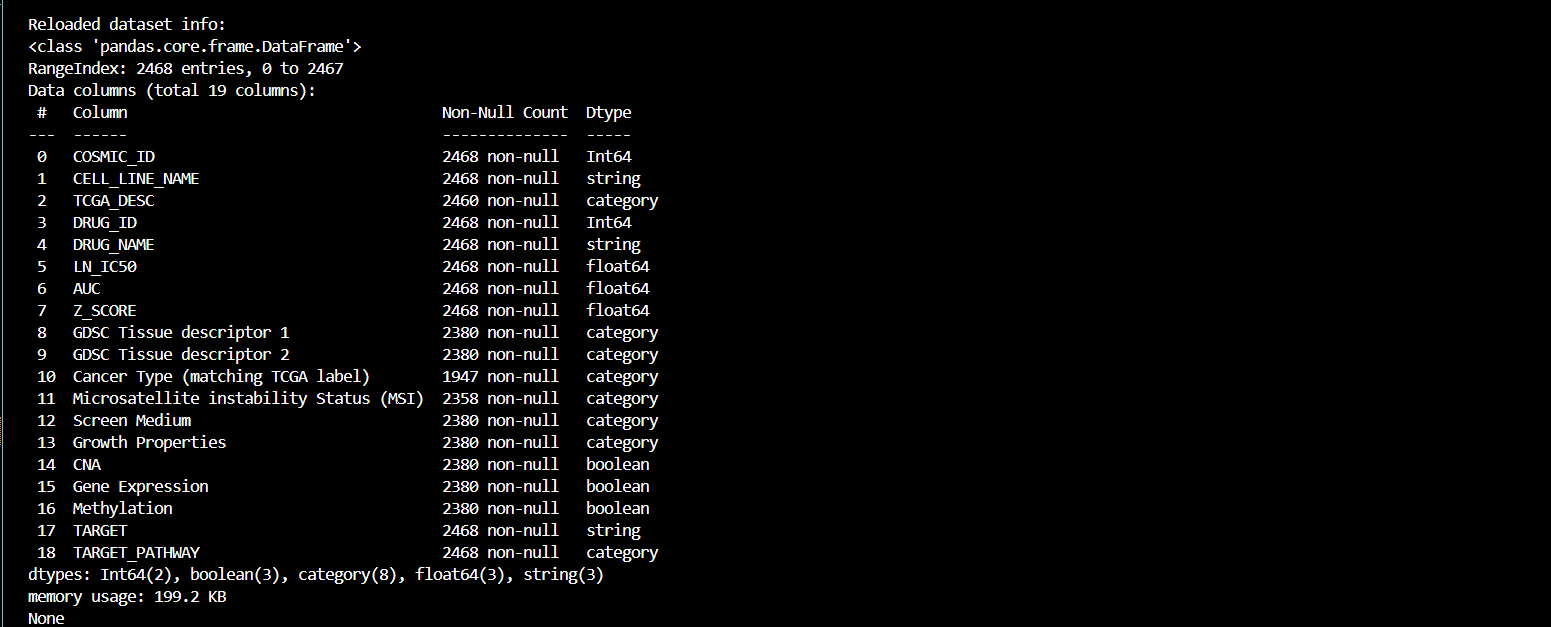 Reloaded dataset info:
<class 'pandas.core.frame.DataFrame'>
RangeIndex: 2468 entries, 0 to 2467
Data columns (total 19 columns):
 #   Column                                 Non-Null Count  Dtype
---  ------                                 --------------  -----
 0   COSMIC_ID                              2468 non-null   Int64
 1   CELL_LINE_NAME                         2468 non-null   string
 2   TCGA_DESC                              2460 non-null   category
 3   DRUG_ID                                2468 non-null   Int64
 4   DRUG_NAME                              2468 non-null   string
 5   LN_IC50                                2468 non-null   float64
 6   AUC                                    2468 non-null   float64
 7   Z_SCORE                                2468 non-null   float64
 8   GDSC Tissue descriptor 1               2380 non-null   category
 9   GDSC Tissue descriptor 2               2380 non-null   category
 10  Cancer Type (matching TCGA label)      1947 non-null   category
 11  Microsatellite instability Status (MSI)  2358 non-null   category
 12  Screen Medium                          2380 non-null   category
 13  Growth Properties                      2380 non-null   category
 14  CNA                                    2380 non-null   boolean
 15  Gene Expression                        2380 non-null   boolean
 16  Methylation                            2380 non-null   boolean
 17  TARGET                                 2468 non-null   string
 18  TARGET_PATHWAY                         2468 non-null   category
dtypes: Int64(2), boolean(3), category(8), float64(3), string(3)
memory usage: 199.2 KB
None